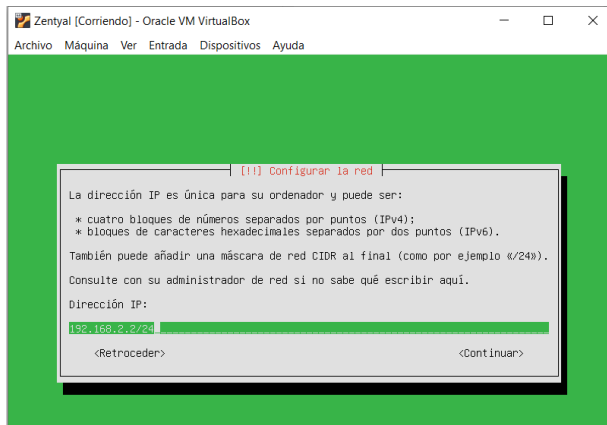 Zentyal [Corriendo] - Oracle VM VirtualBox
Archivo Máquina Ver Entrada Dispositivos Ayuda
[!!] Configurar la red
La dirección IP es única para su ordenador y puede ser:
* cuatro bloques de números separados por puntos (IPv4);
* bloques de caracteres hexadecimales separados por dos puntos (IPv6).
También puede añadir una máscara de red CIDR al final (como por ejemplo «/24»).
Consulte con su administrador de red si no sabe qué escribir aquí.
Dirección IP:
192.168.2.2/24
<Retroceder> <Continuar>